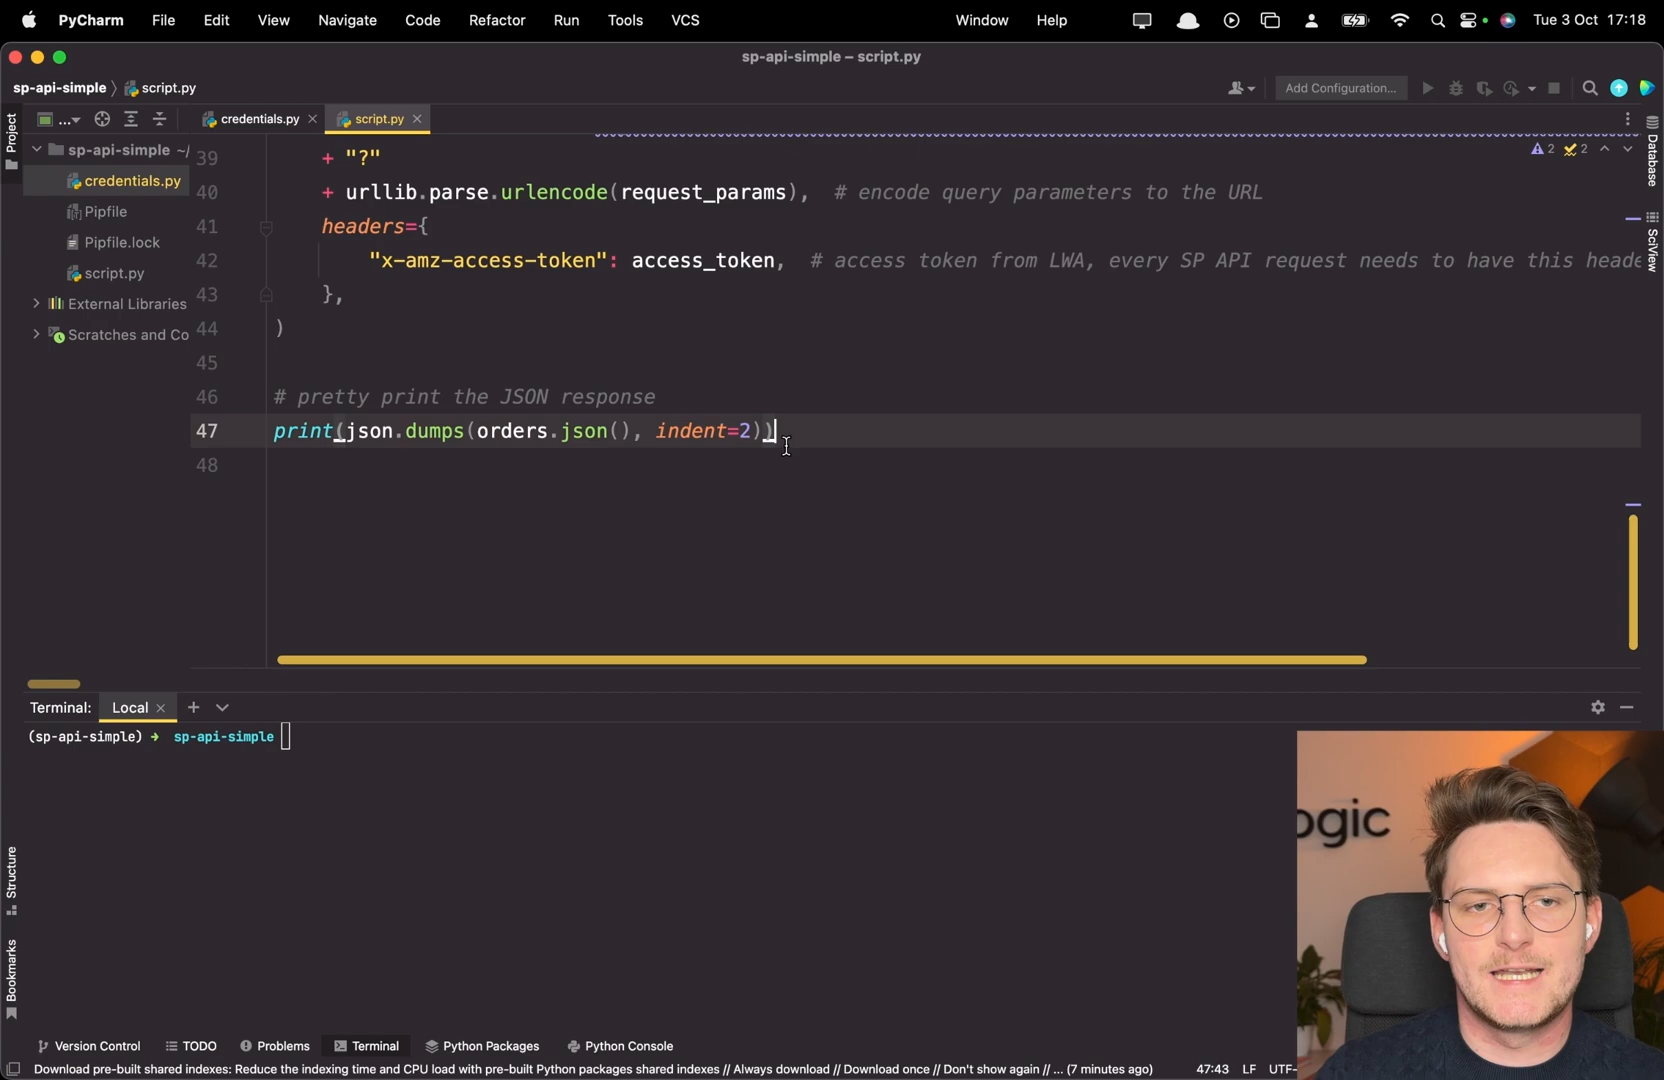 PyCharm File Edit View Navigate Code Refactor Run Tools VCS Window Help Tue 3 Oct 17:18
sp-api-simple – script.py
sp-api-simple script.py Add Configuration...
Project
... credentials.py script.py
sp-api-simple ~/
credentials.py
Pipfile
Pipfile.lock
script.py
External Libraries
Scratches and Co
2 2
Database
SciView
39 + "?"
40 + urllib.parse.urlencode(request_params), # encode query parameters to the URL
41 headers={
42 "x-amz-access-token": access_token, # access token from LWA, every SP API request needs to have this heade
43 },
44 )
45
46 # pretty print the JSON response
47 print(json.dumps(orders.json(), indent=2))
48
Terminal: Local
(sp-api-simple) → sp-api-simple
ogic
Structure
Bookmarks
Version Control TODO Problems Terminal Python Packages Python Console
Download pre-built shared indexes: Reduce the indexing time and CPU load with pre-built Python packages shared indexes // Always download // Download once // Don't show again // ... (7 minutes ago) 47:43 LF UTF-